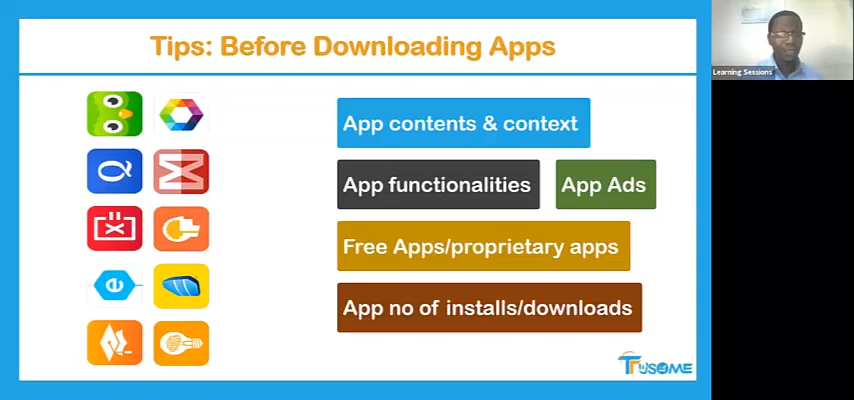 Tips: Before Downloading Apps
Learning Sessions
App contents & context
App functionalities
App Ads
Free Apps/proprietary apps
App no of installs/downloads
TFUSOME